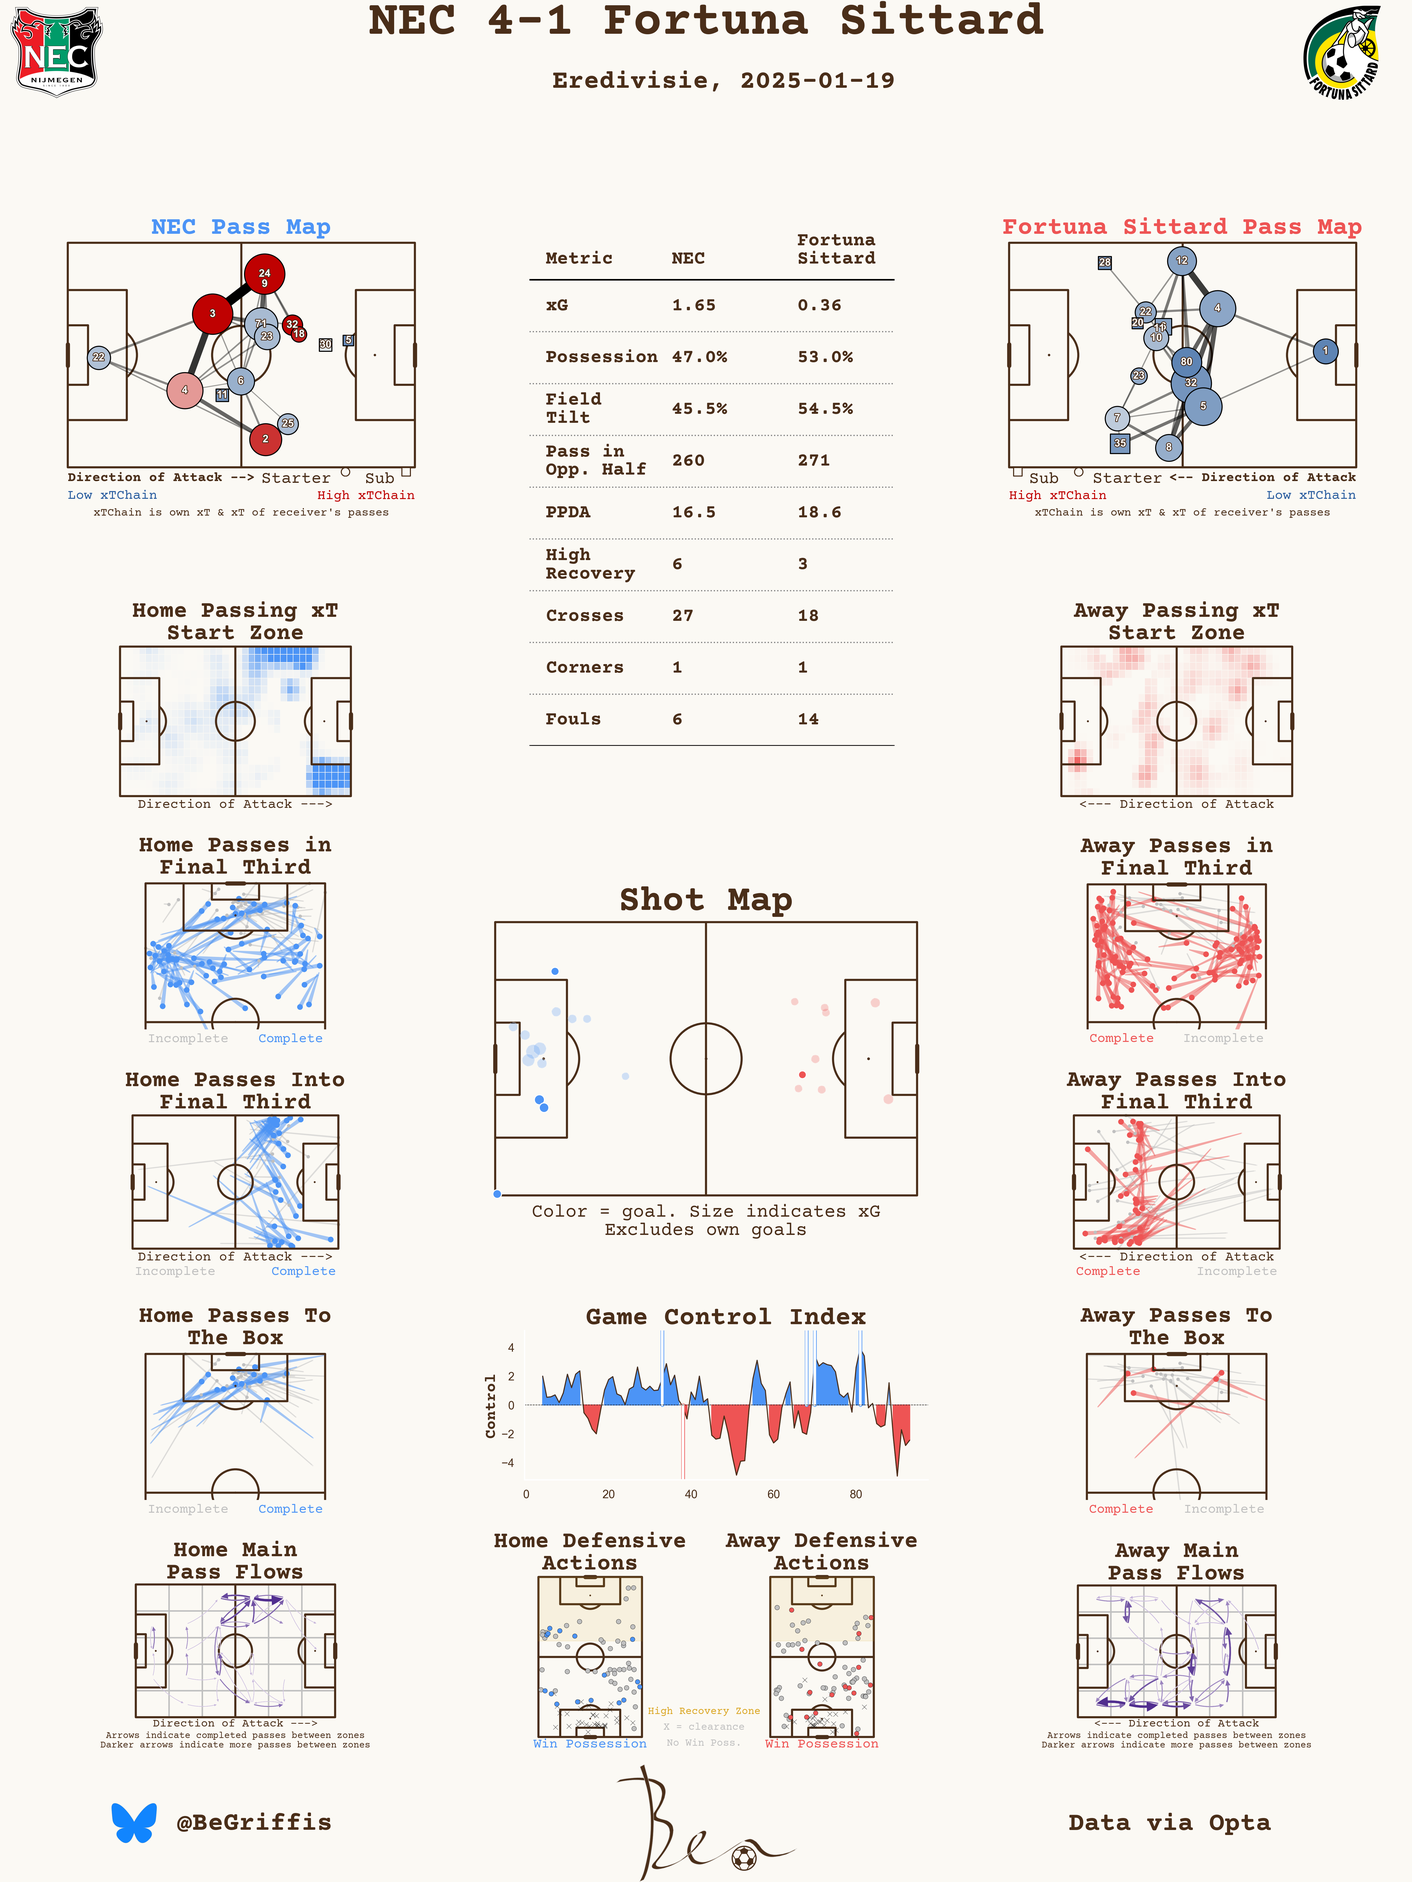 NEC 4-1 Fortuna Sittard
Eredivisie, 2025-01-19
NEC
NIJMEGEN
FORTUNA SITTARD
NEC Pass Map
24
9
3
71
32
18
23
30
5
22
6
4
11
25
2
Direction of Attack --> Starter Sub
Low xTChain High xTChain
xTChain is own xT & xT of receiver's passes
Metric NEC Fortuna Sittard
xG 1.65 0.36
Possession 47.0% 53.0%
Field Tilt 45.5% 54.5%
Pass in Opp. Half 260 271
PPDA 16.5 18.6
High Recovery 6 3
Crosses 27 18
Corners 1 1
Fouls 6 14
Fortuna Sittard Pass Map
28
12
22
4
20
11
10
1
80
23
32
5
7
35
8
Sub Starter <-- Direction of Attack
High xTChain Low xTChain
xTChain is own xT & xT of receiver's passes
Home Passing xT
Start Zone
Direction of Attack --->
Away Passing xT
Start Zone
<--- Direction of Attack
Home Passes in
Final Third
Incomplete Complete
Away Passes in
Final Third
Complete Incomplete
Shot Map
Color = goal. Size indicates xG
Excludes own goals
Home Passes Into
Final Third
Direction of Attack --->
Incomplete Complete
Away Passes Into
Final Third
<--- Direction of Attack
Complete Incomplete
Home Passes To
The Box
Incomplete Complete
Game Control Index
Control
4
2
0
−2
−4
0 20 40 60 80
Away Passes To
The Box
Complete Incomplete
Home Main
Pass Flows
Direction of Attack --->
Arrows indicate completed passes between zones
Darker arrows indicate more passes between zones
Home Defensive
Actions
Win Possession
Away Defensive
Actions
Win Possession
High Recovery Zone
X = clearance
No Win Poss.
Away Main
Pass Flows
<--- Direction of Attack
Arrows indicate completed passes between zones
Darker arrows indicate more passes between zones
@BeGriffis
Ben
Data via Opta